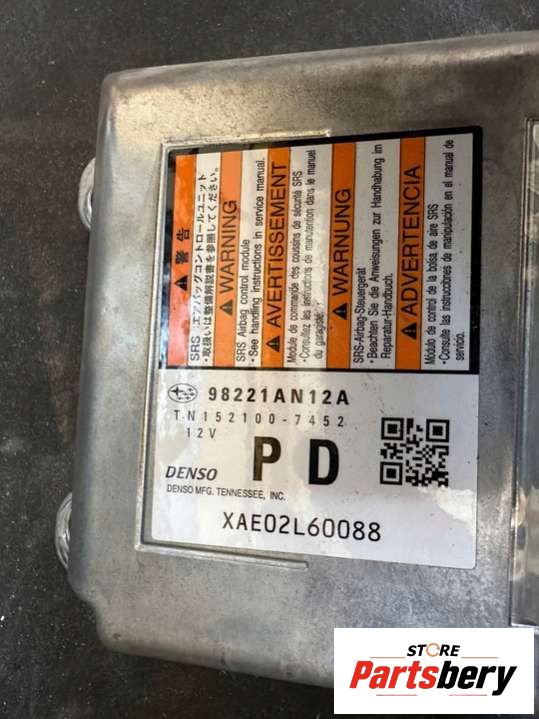 警告
SRS エアバッグコントロールユニット
・取扱いは整備解説書を参照してください。
WARNING
SRS Airbag control module
• See handling instructions in service manual.
AVERTISSEMENT
Module de commande des coussins de sécurité SRS
•Consultez les instructions de manutention dans le manuel
du garagiste.
WARNUNG
SRS-Airbag-Steuergerät
• Beachten Sie die Anweisungen zur Handhabung im
Reparatur-Handbuch.
ADVERTENCIA
Módulo de control de la bolsa de aire SRS
•Consulte las instrucciones de manipulación en el manual de
servicio.
98221AN12A
TN152100-7452
12V
PD
DENSO
DENSO MFG. TENNESSEE, INC.
XAE02L60088
STORE
Partsbery